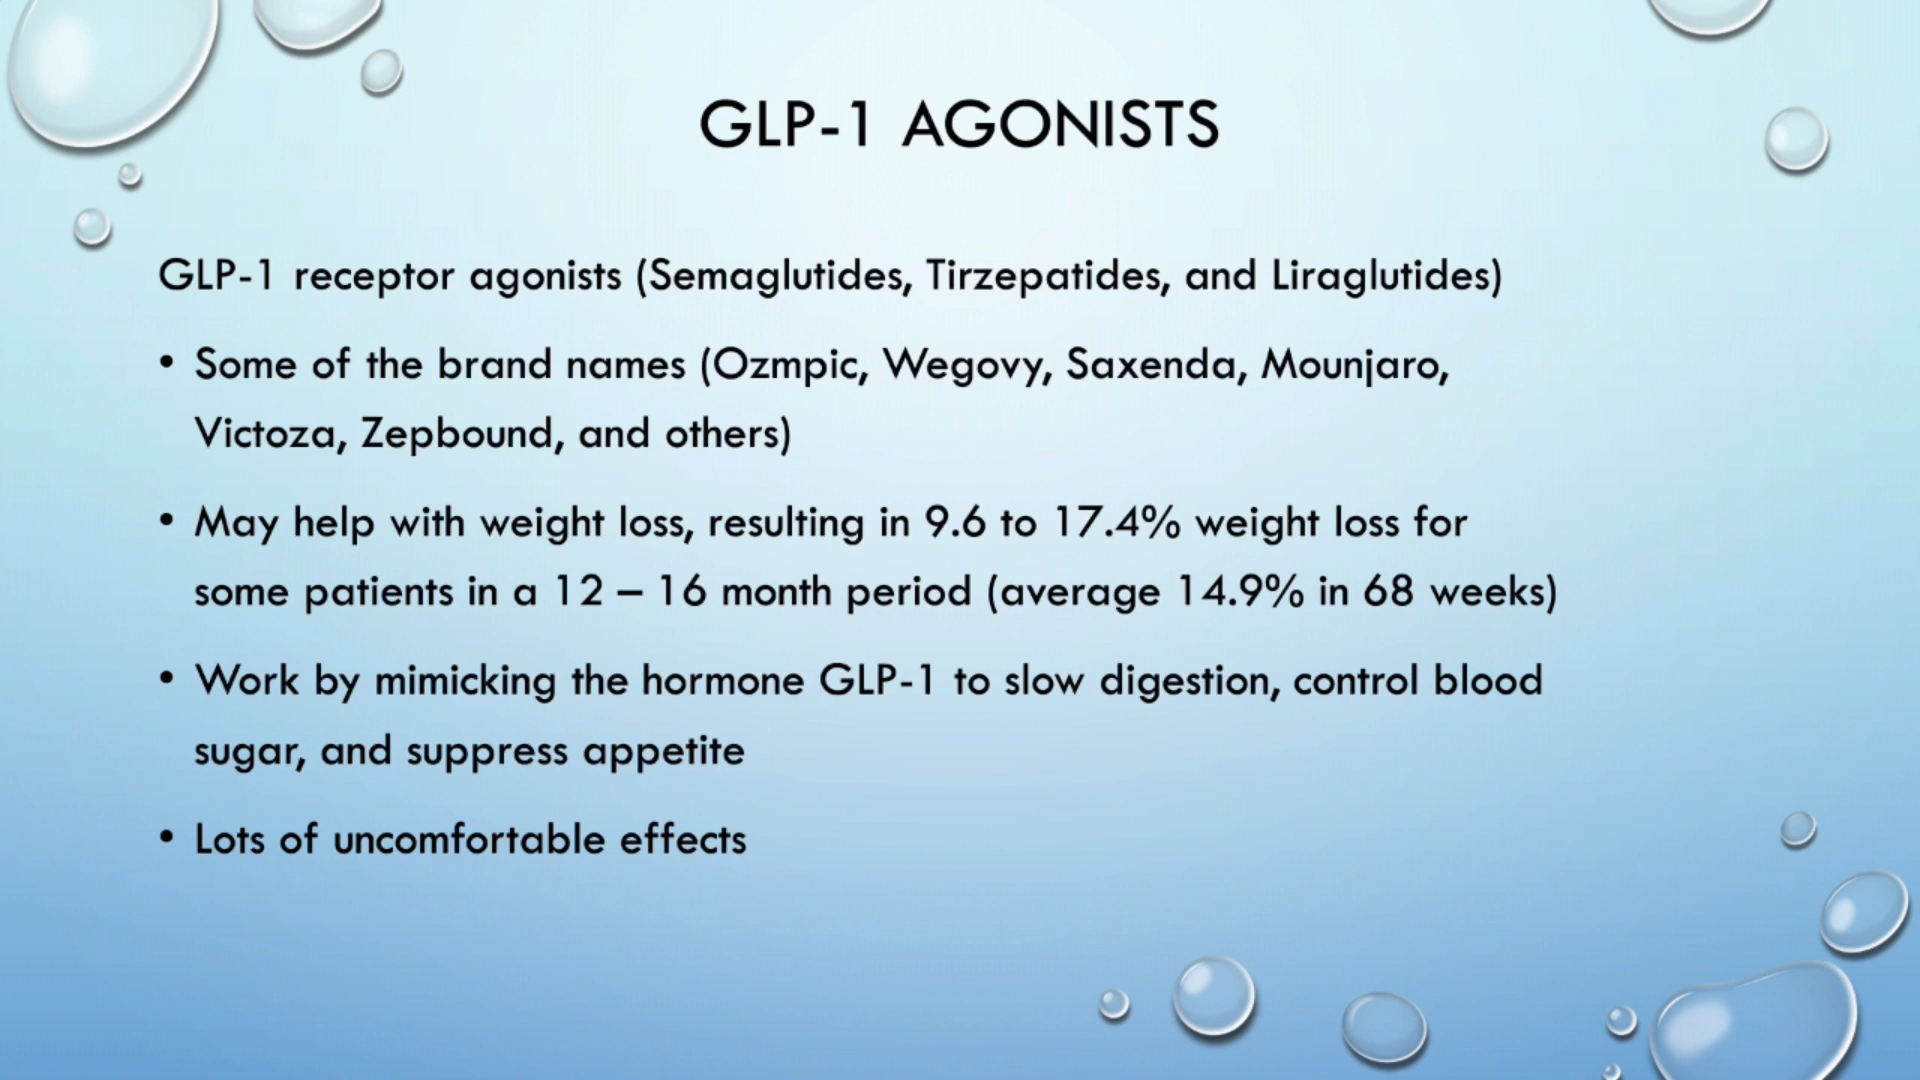 GLP-1 AGONISTS
GLP-1 receptor agonists (Semaglutides, Tirzepatides, and Liraglutides)
• Some of the brand names (Ozmpic, Wegovy, Saxenda, Mounjaro,
Victoza, Zepbound, and others)
• May help with weight loss, resulting in 9.6 to 17.4% weight loss for
some patients in a 12 – 16 month period (average 14.9% in 68 weeks)
• Work by mimicking the hormone GLP-1 to slow digestion, control blood
sugar, and suppress appetite
• Lots of uncomfortable effects